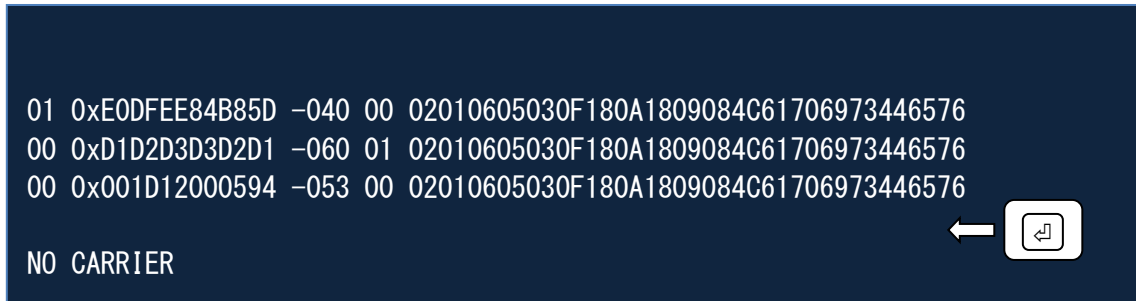 01 0xE0DFEE84B85D -040 00 02010605030F180A1809084C61706973446576
00 0xD1D2D3D3D2D1 -060 01 02010605030F180A1809084C61706973446576
00 0x001D12000594 -053 00 02010605030F180A1809084C61706973446576
NO CARRIER